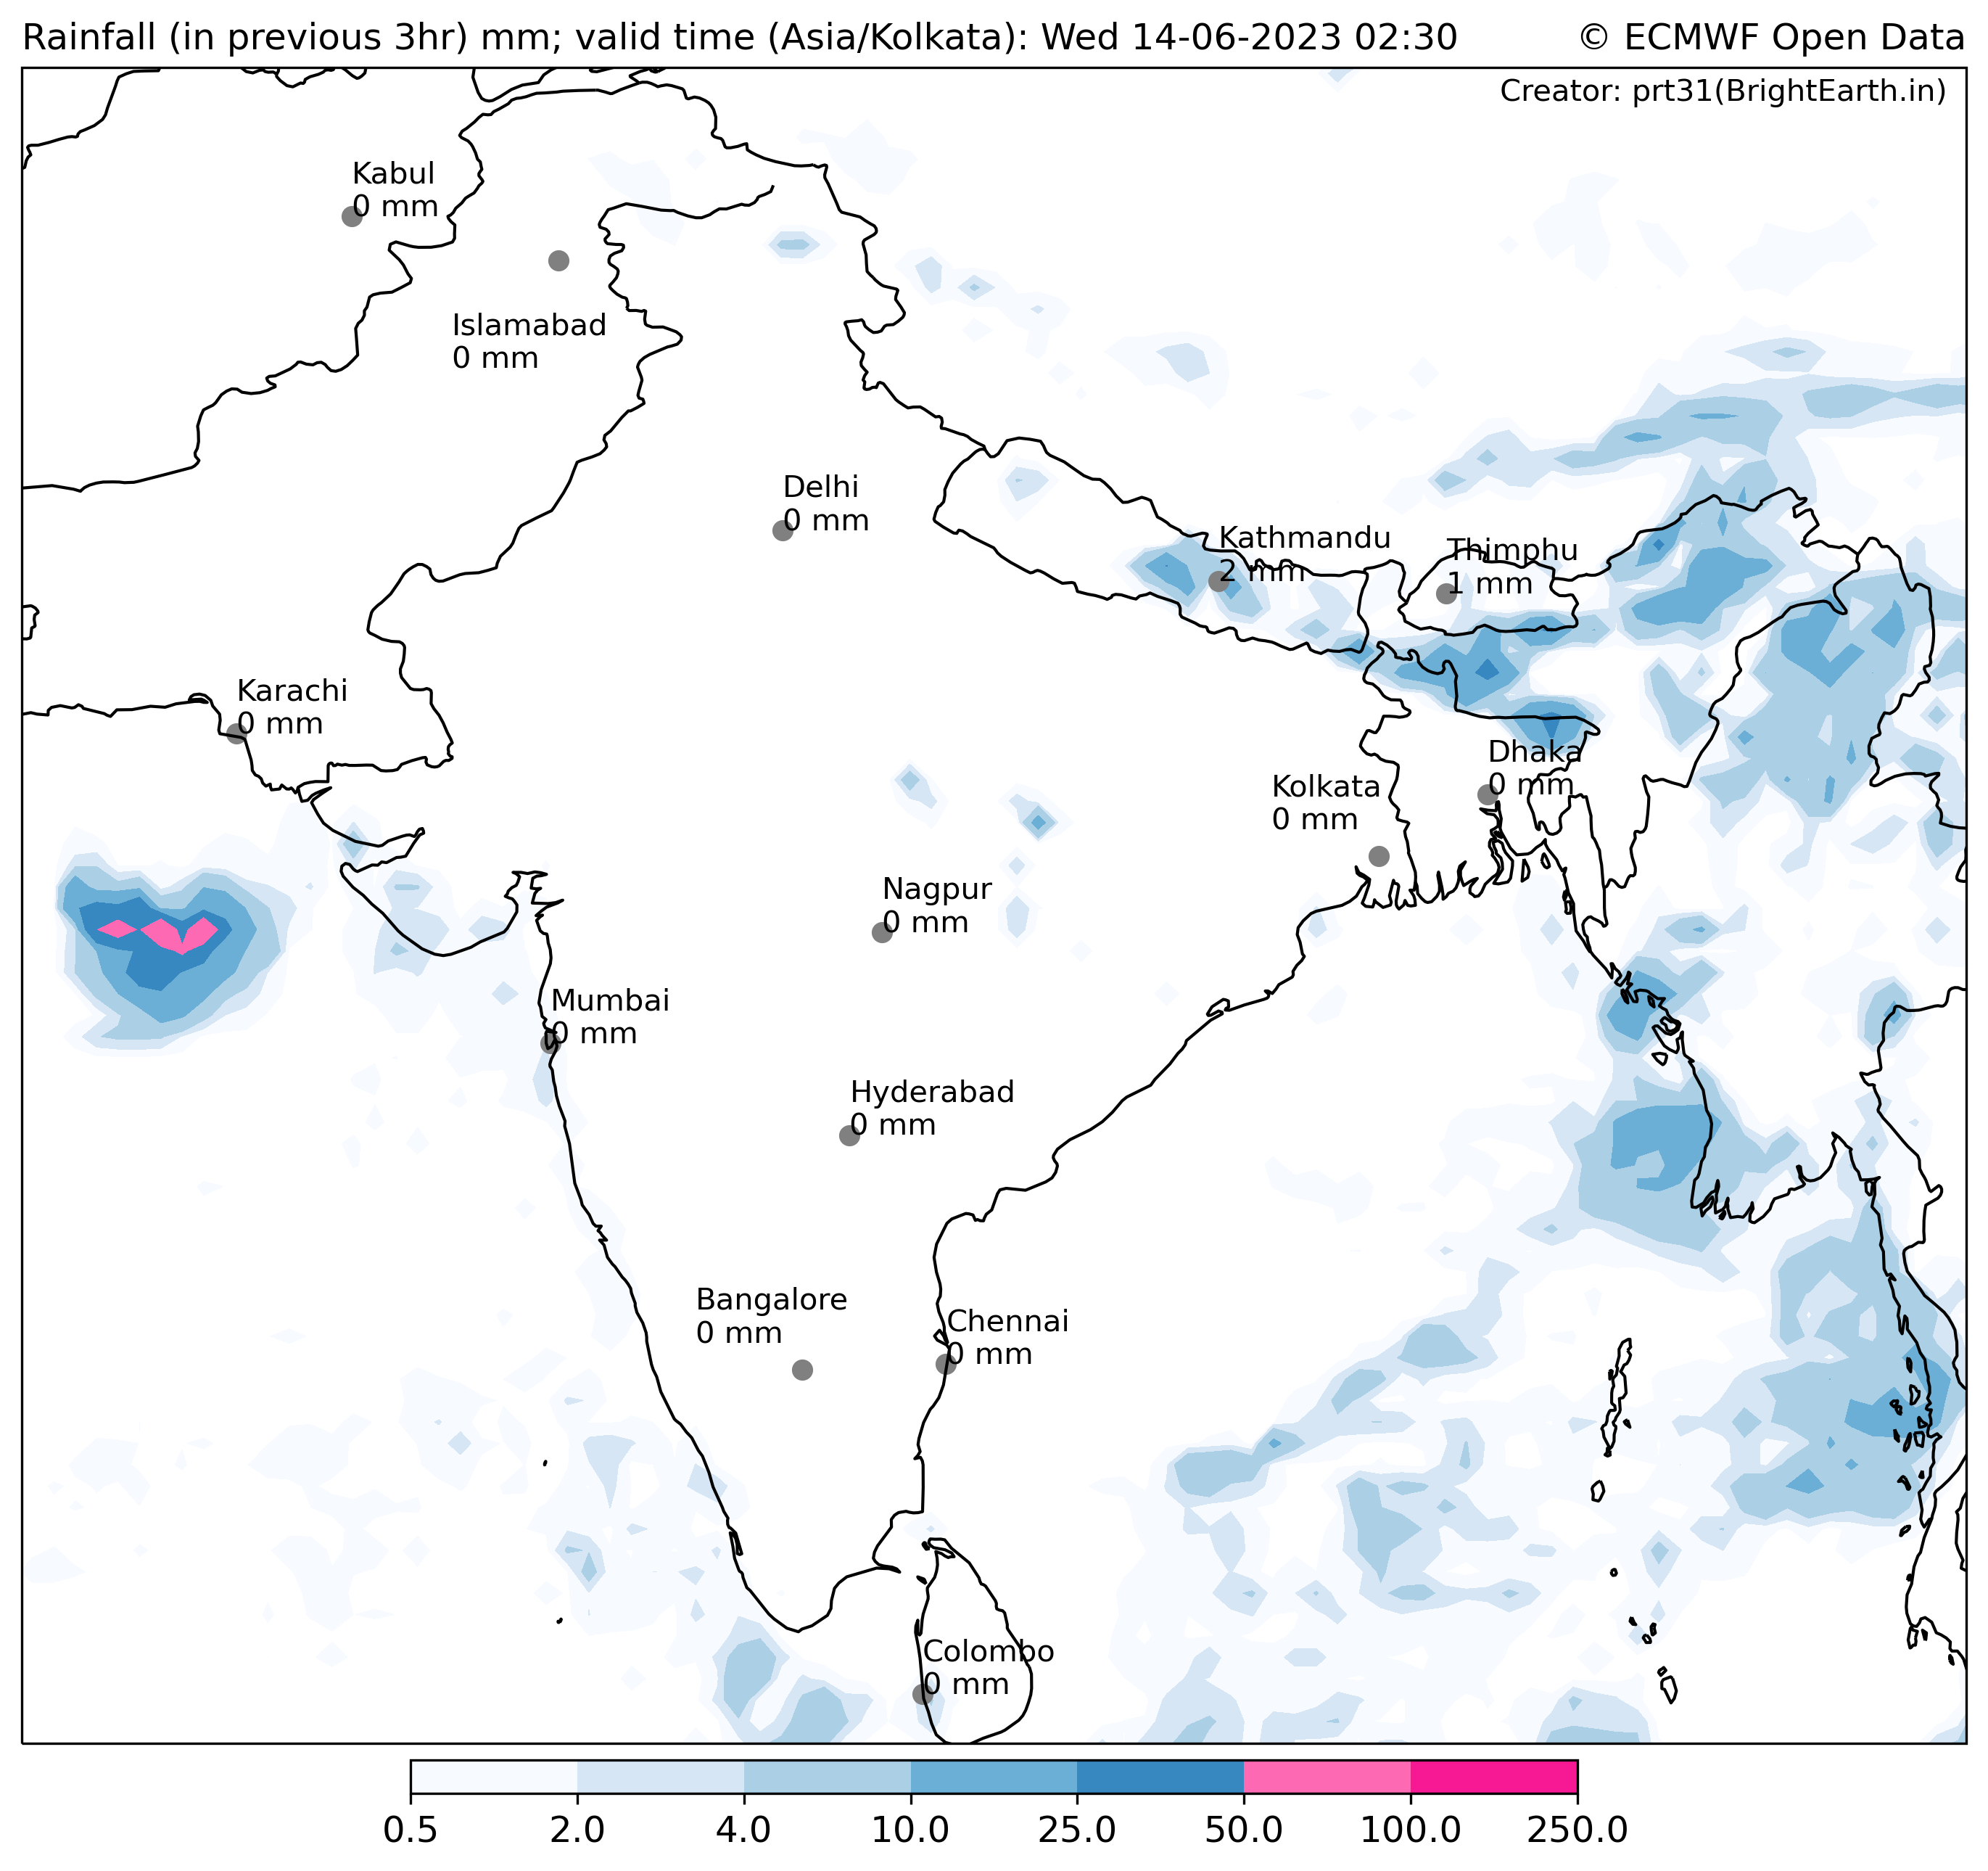 Rainfall (in previous 3hr) mm; valid time (Asia/Kolkata): Wed 14-06-2023 02:30
© ECMWF Open Data
Creator: prt31(BrightEarth.in)
Kabul
0 mm
Islamabad
0 mm
Delhi
0 mm
Kathmandu
2 mm
Thimphu
1 mm
Karachi
0 mm
Dhaka
0 mm
Kolkata
0 mm
Nagpur
0 mm
Mumbai
0 mm
Hyderabad
0 mm
Bangalore
0 mm
Chennai
0 mm
Colombo
0 mm
0.5 2.0 4.0 10.0 25.0 50.0 100.0 250.0